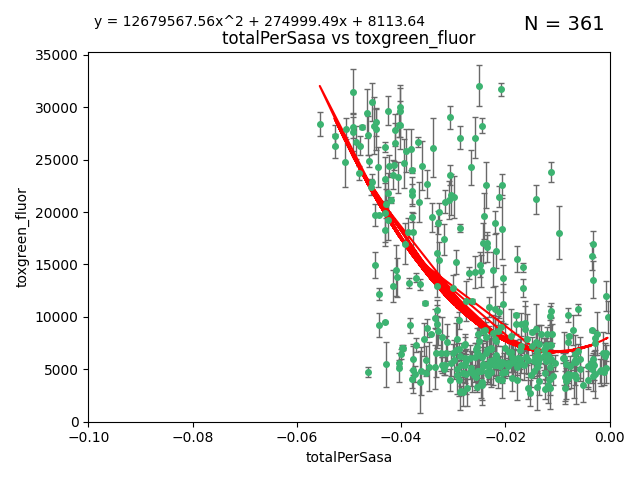 y = 12679567.56x^2 + 274999.49x + 8113.64
N = 361
totalPerSasa vs toxgreen_fluor
35000
30000
25000
20000
15000
10000
5000
0
toxgreen_fluor
−0.10
−0.08
−0.06
−0.04
−0.02
0.00
totalPerSasa